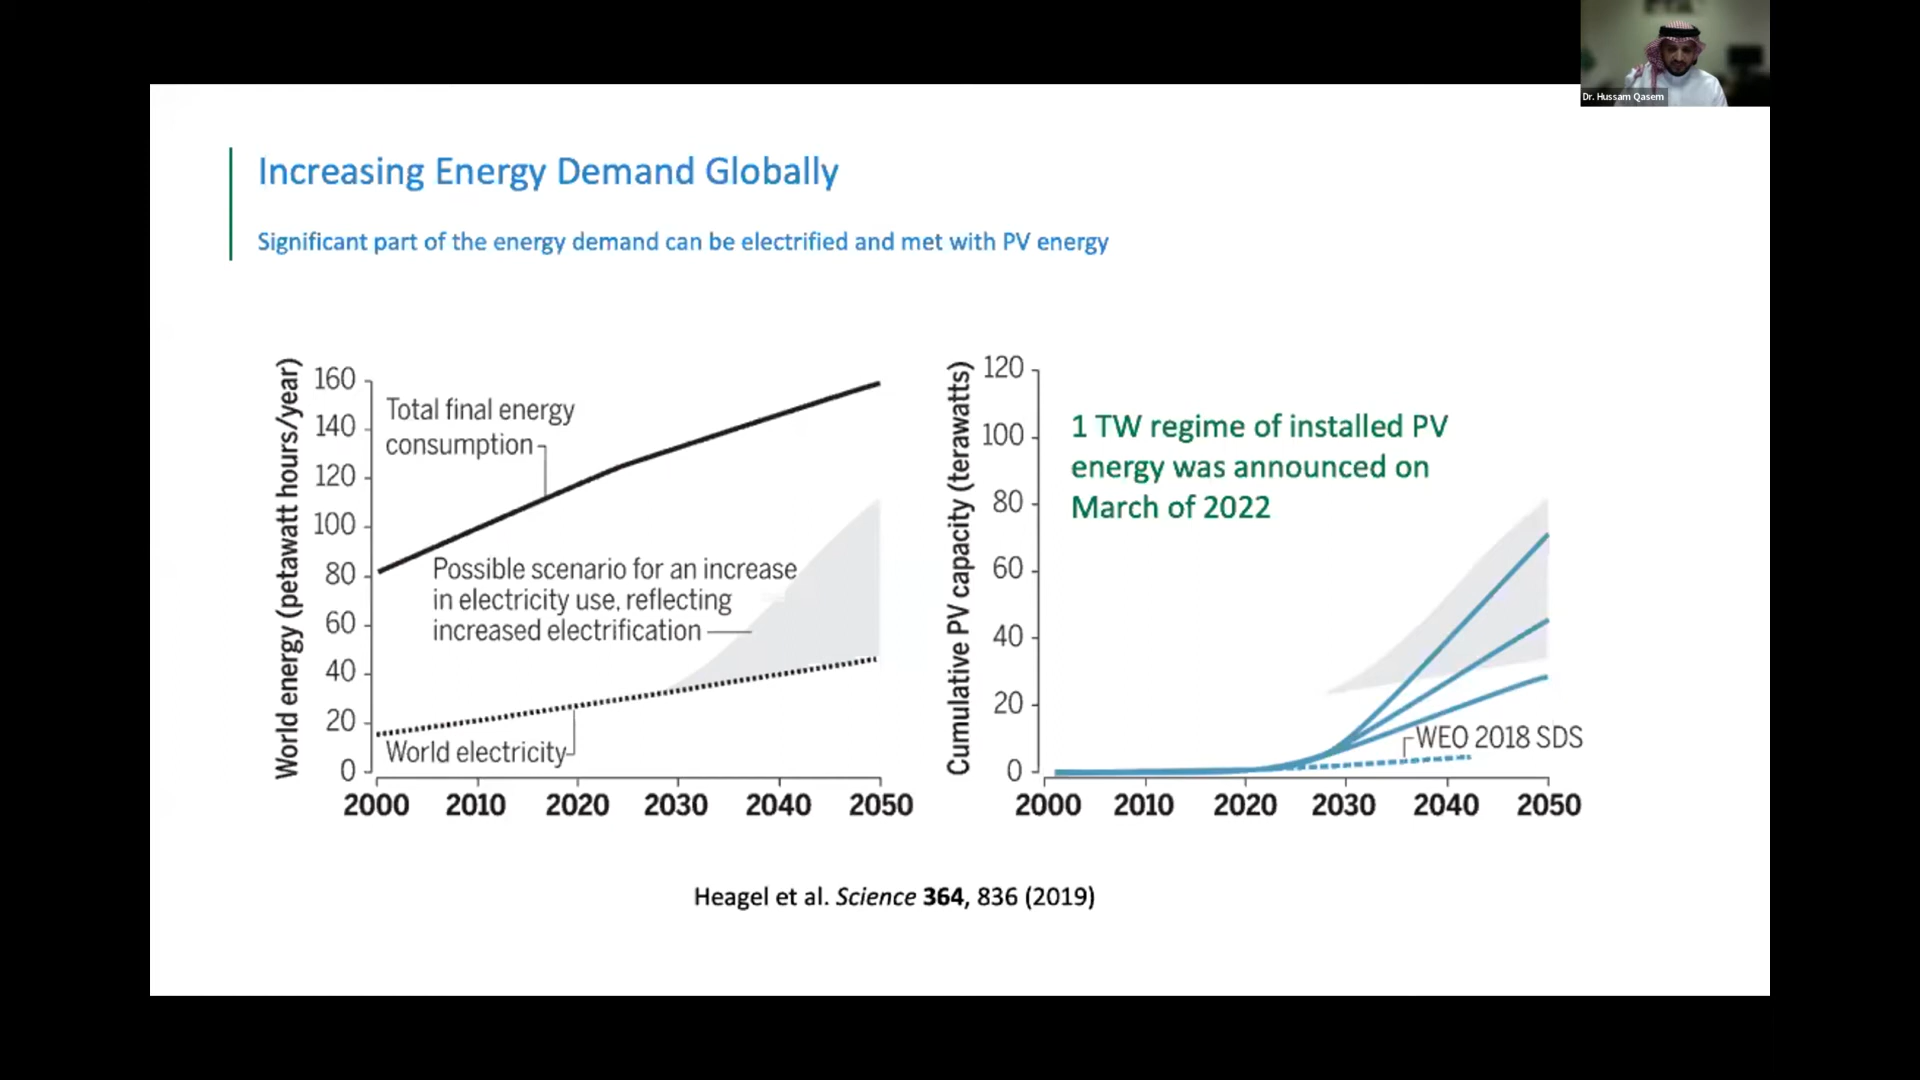 Dr. Hussam Qasem
Increasing Energy Demand Globally
Significant part of the energy demand can be electrified and met with PV energy
World energy (petawatt hours/year)
160
140
120
100
80
60
40
20
0
Total final energy
consumption
Possible scenario for an increase
in electricity use, reflecting
increased electrification
World electricity
2000 2010 2020 2030 2040 2050
Cumulative PV capacity (terawatts)
120
100
80
60
40
20
0
1 TW regime of installed PV
energy was announced on
March of 2022
WEO 2018 SDS
2000 2010 2020 2030 2040 2050
Heagel et al. Science 364, 836 (2019)